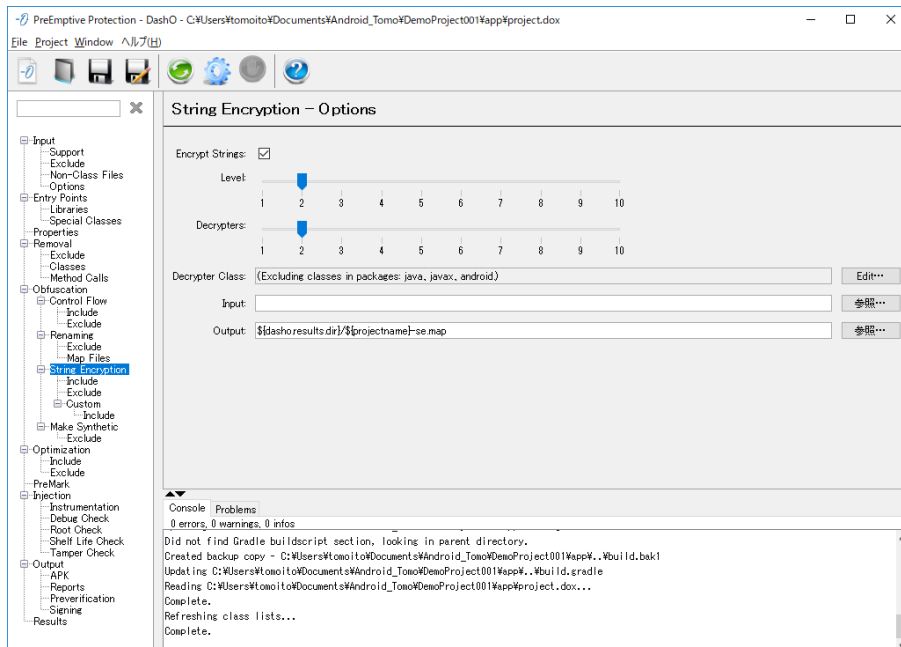 PreEmptive Protection - DashO - C:¥Users¥tomoito¥Documents¥Android_Tomo¥DemoProject001¥app¥project.dox
File Project Window ヘルプ(H)
String Encryption - Options
Input
Support
Exclude
Non-Class Files
Options
Entry Points
Libraries
Special Classes
Properties
Removal
Exclude
Classes
Method Calls
Obfuscation
Control Flow
Include
Exclude
Renaming
Exclude
Map Files
String Encryption
Include
Exclude
Custom
Include
Make Synthetic
Exclude
Optimization
Include
Exclude
PreMark
Injection
Instrumentation
Debug Check
Root Check
Shelf Life Check
Tamper Check
Output
APK
Reports
Preverification
Signing
Results
Encrypt Strings:
Level:
1 2 3 4 5 6 7 8 9 10
Decrypters:
1 2 3 4 5 6 7 8 9 10
Decrypter Class: (Excluding classes in packages: java, javax, android.) Edit…
Input: 参照…
Output: ${dasho.results.dir}/${projectname}-se.map 参照…
Console Problems
0 errors, 0 warnings, 0 infos
Did not find Gradle buildscript section, looking in parent directory.
Created backup copy - C:¥Users¥tomoito¥Documents¥Android_Tomo¥DemoProject001¥app¥..¥build.bak1
Updating C:¥Users¥tomoito¥Documents¥Android_Tomo¥DemoProject001¥app¥..¥build.gradle
Reading C:¥Users¥tomoito¥Documents¥Android_Tomo¥DemoProject001¥app¥project.dox...
Complete.
Refreshing class lists...
Complete.